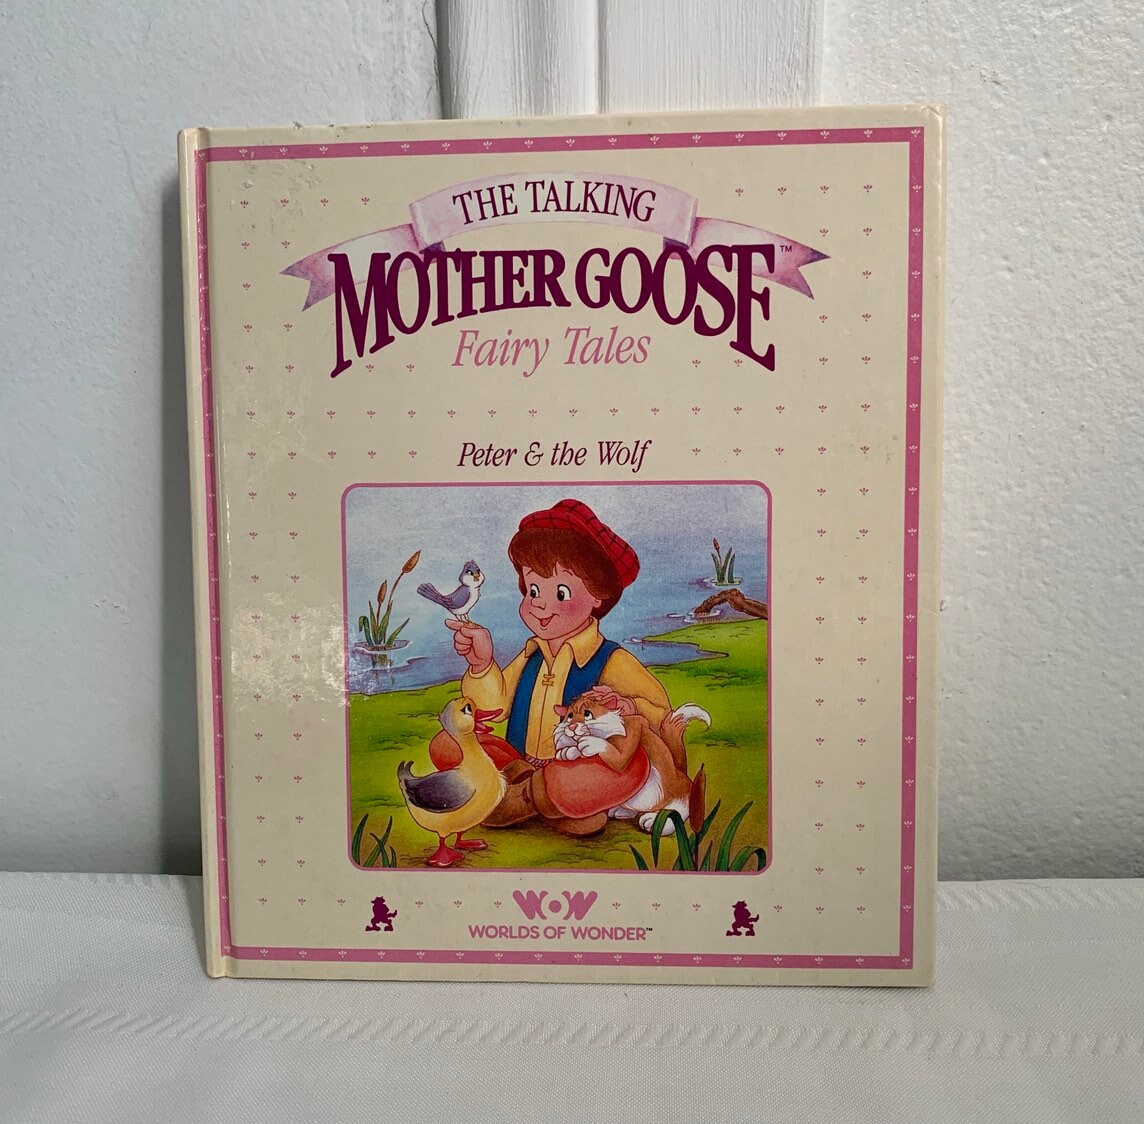 THE TALKING
MOTHER GOOSE™
Fairy Tales
Peter & the Wolf
WOW
WORLDS OF WONDER™